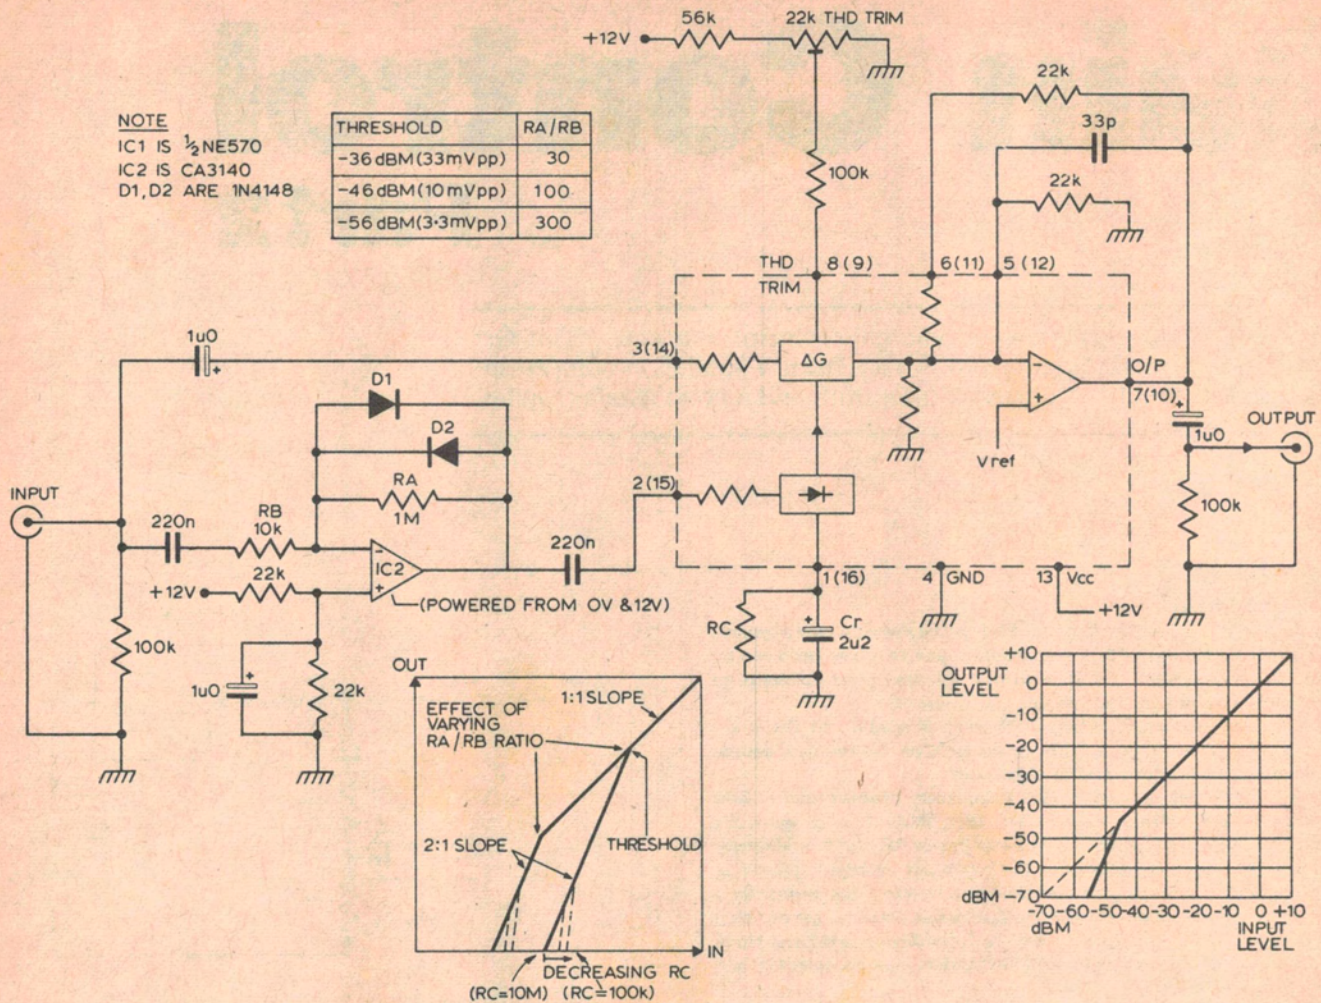 56k
22k THD TRIM
+12V
22k
33p
22k
100k
NOTE
IC1 IS ½NE570
IC2 IS CA3140
D1,D2 ARE 1N4148
THRESHOLD RA/RB
-36 dBM(33mVpp) 30
-46 dBM(10mVpp) 100
-56 dBM(3·3mVpp) 300
THD
TRIM
8(9)
6(11)
5 (12)
1u0
+
3(14)
ΔG
-
+
O/P
7(10)
Vref
+
1u0
OUTPUT
100k
D1
D2
RA
1M
2(15)
INPUT
220n
RB
10k
-
IC2
+
220n
22k
+12V
(POWERED FROM 0V &12V)
100k
+
1u0
22k
1(16)
4
GND
13
Vcc
+12V
RC
+
Cr
2u2
OUT
1:1 SLOPE
EFFECT OF
VARYING
RA/RB RATIO
2:1 SLOPE
THRESHOLD
IN
DECREASING RC
(RC=10M) (RC=100k)
OUTPUT
LEVEL
+10
0
-10
-20
-30
-40
-50
-60
dBM -70
-70 -60 -50 -40 -30 -20 -10 0 +10
dBM
INPUT
LEVEL